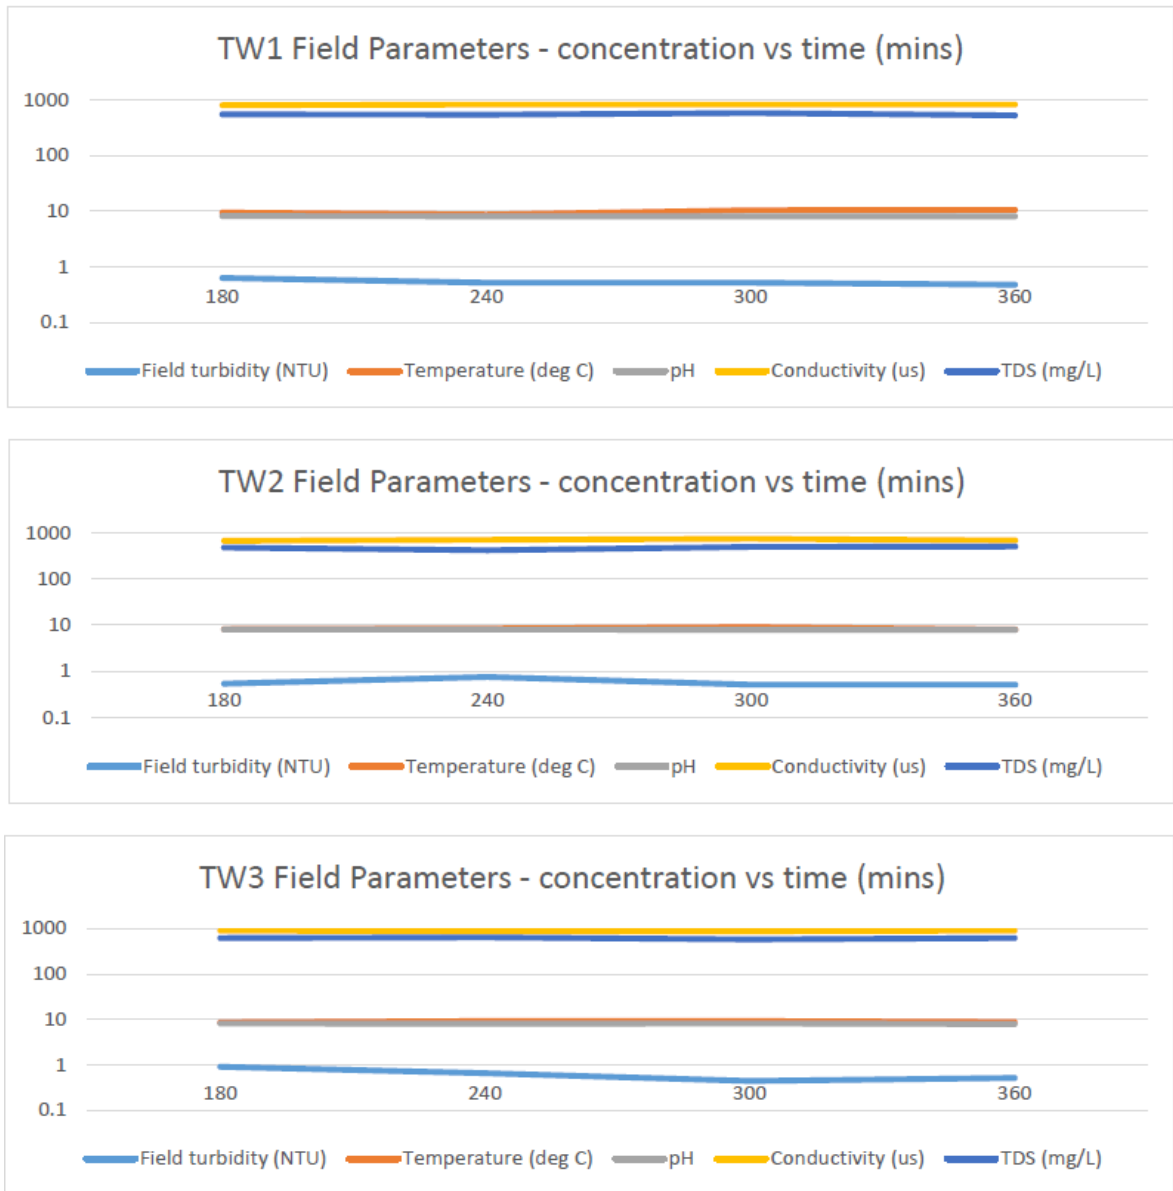 TW1 Field Parameters - concentration vs time (mins)
1000
100
10
1
0.1
180 240 300 360
Field turbidity (NTU) Temperature (deg C) pH Conductivity (us) TDS (mg/L)
TW2 Field Parameters - concentration vs time (mins)
1000
100
10
1
0.1
180 240 300 360
Field turbidity (NTU) Temperature (deg C) pH Conductivity (us) TDS (mg/L)
TW3 Field Parameters - concentration vs time (mins)
1000
100
10
1
0.1
180 240 300 360
Field turbidity (NTU) Temperature (deg C) pH Conductivity (us) TDS (mg/L)